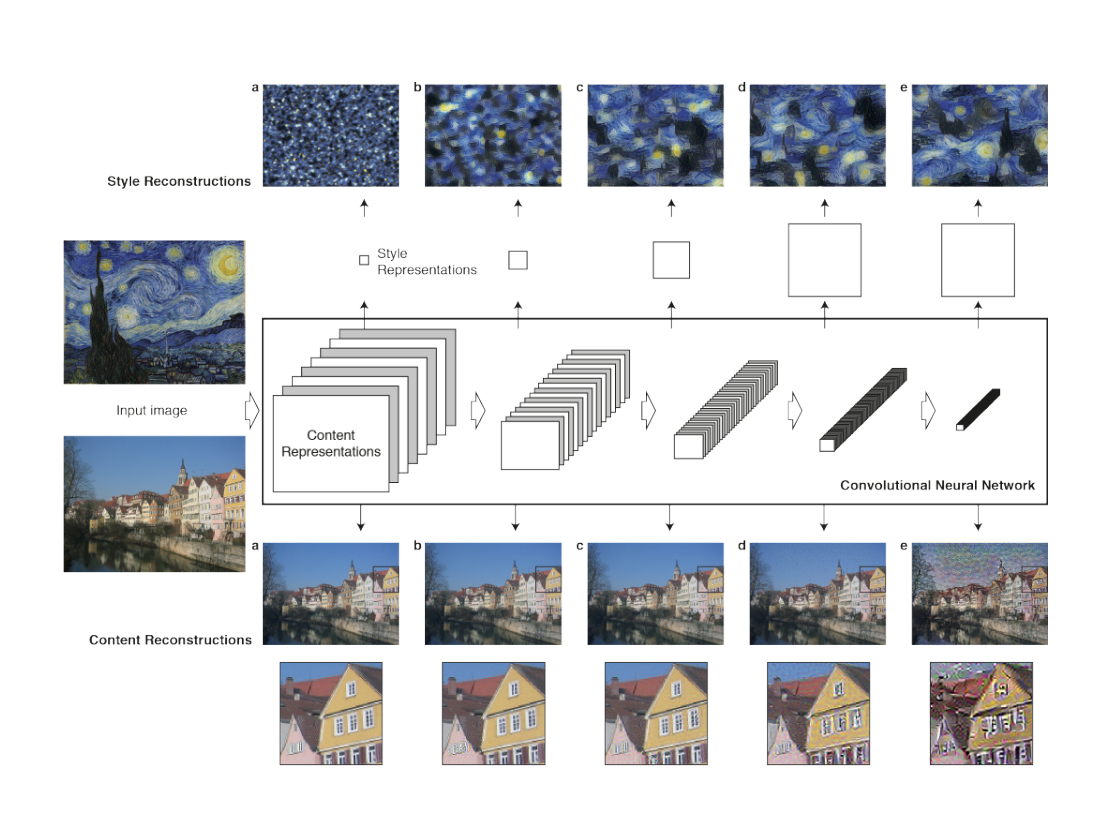 a
b
c
d
e
Style Reconstructions
Style
Representations
Input image
Content
Representations
Convolutional Neural Network
a
b
c
d
e
Content Reconstructions